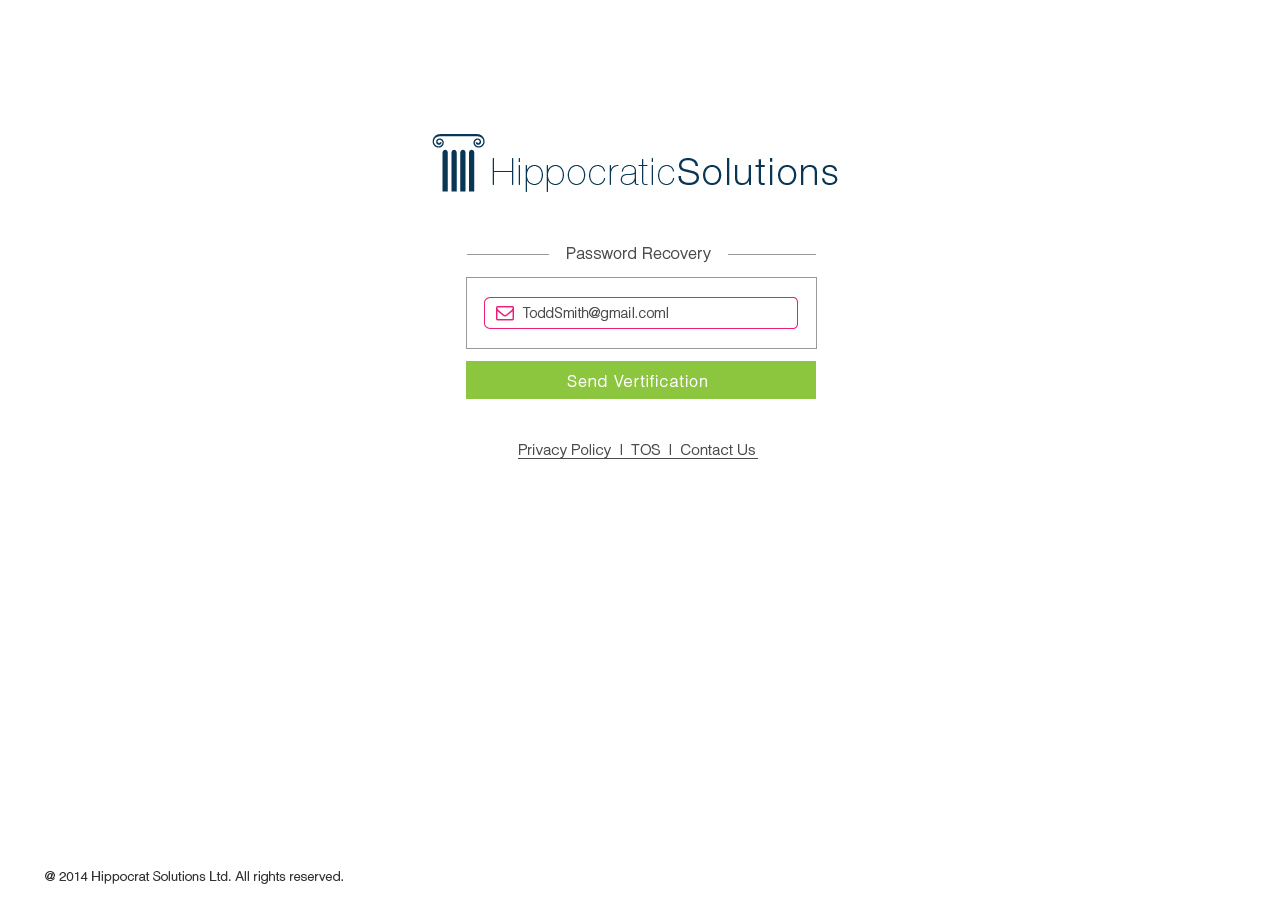 HippocraticSolutions
Password Recovery
ToddSmith@gmail.coml
Send Vertification
Privacy Policy | TOS | Contact Us
@ 2014 Hippocrat Solutions Ltd. All rights reserved.